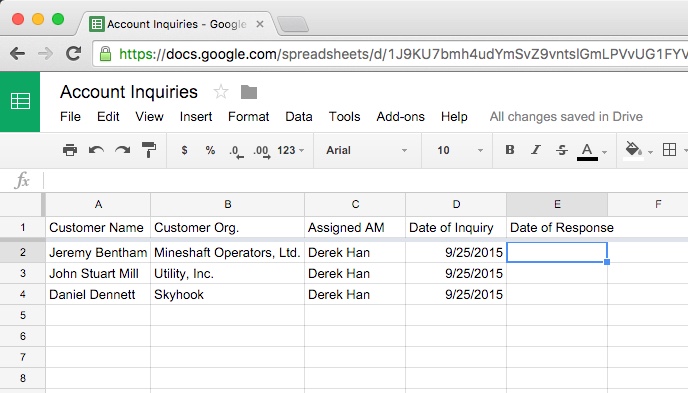 Account Inquiries - Google
https://docs.google.com/spreadsheets/d/1J9KU7bmh4udYmSvZ9vntslGmLPVvUG1FYV
Account Inquiries
File Edit View Insert Format Data Tools Add-ons Help All changes saved in Drive
$ % .0 .00 123 Arial 10 B I S A
fx
A B C D E F
1 Customer Name Customer Org. Assigned AM Date of Inquiry Date of Response
2 Jeremy Bentham Mineshaft Operators, Ltd. Derek Han 9/25/2015
3 John Stuart Mill Utility, Inc. Derek Han 9/25/2015
4 Daniel Dennett Skyhook Derek Han 9/25/2015
5
6
7
8